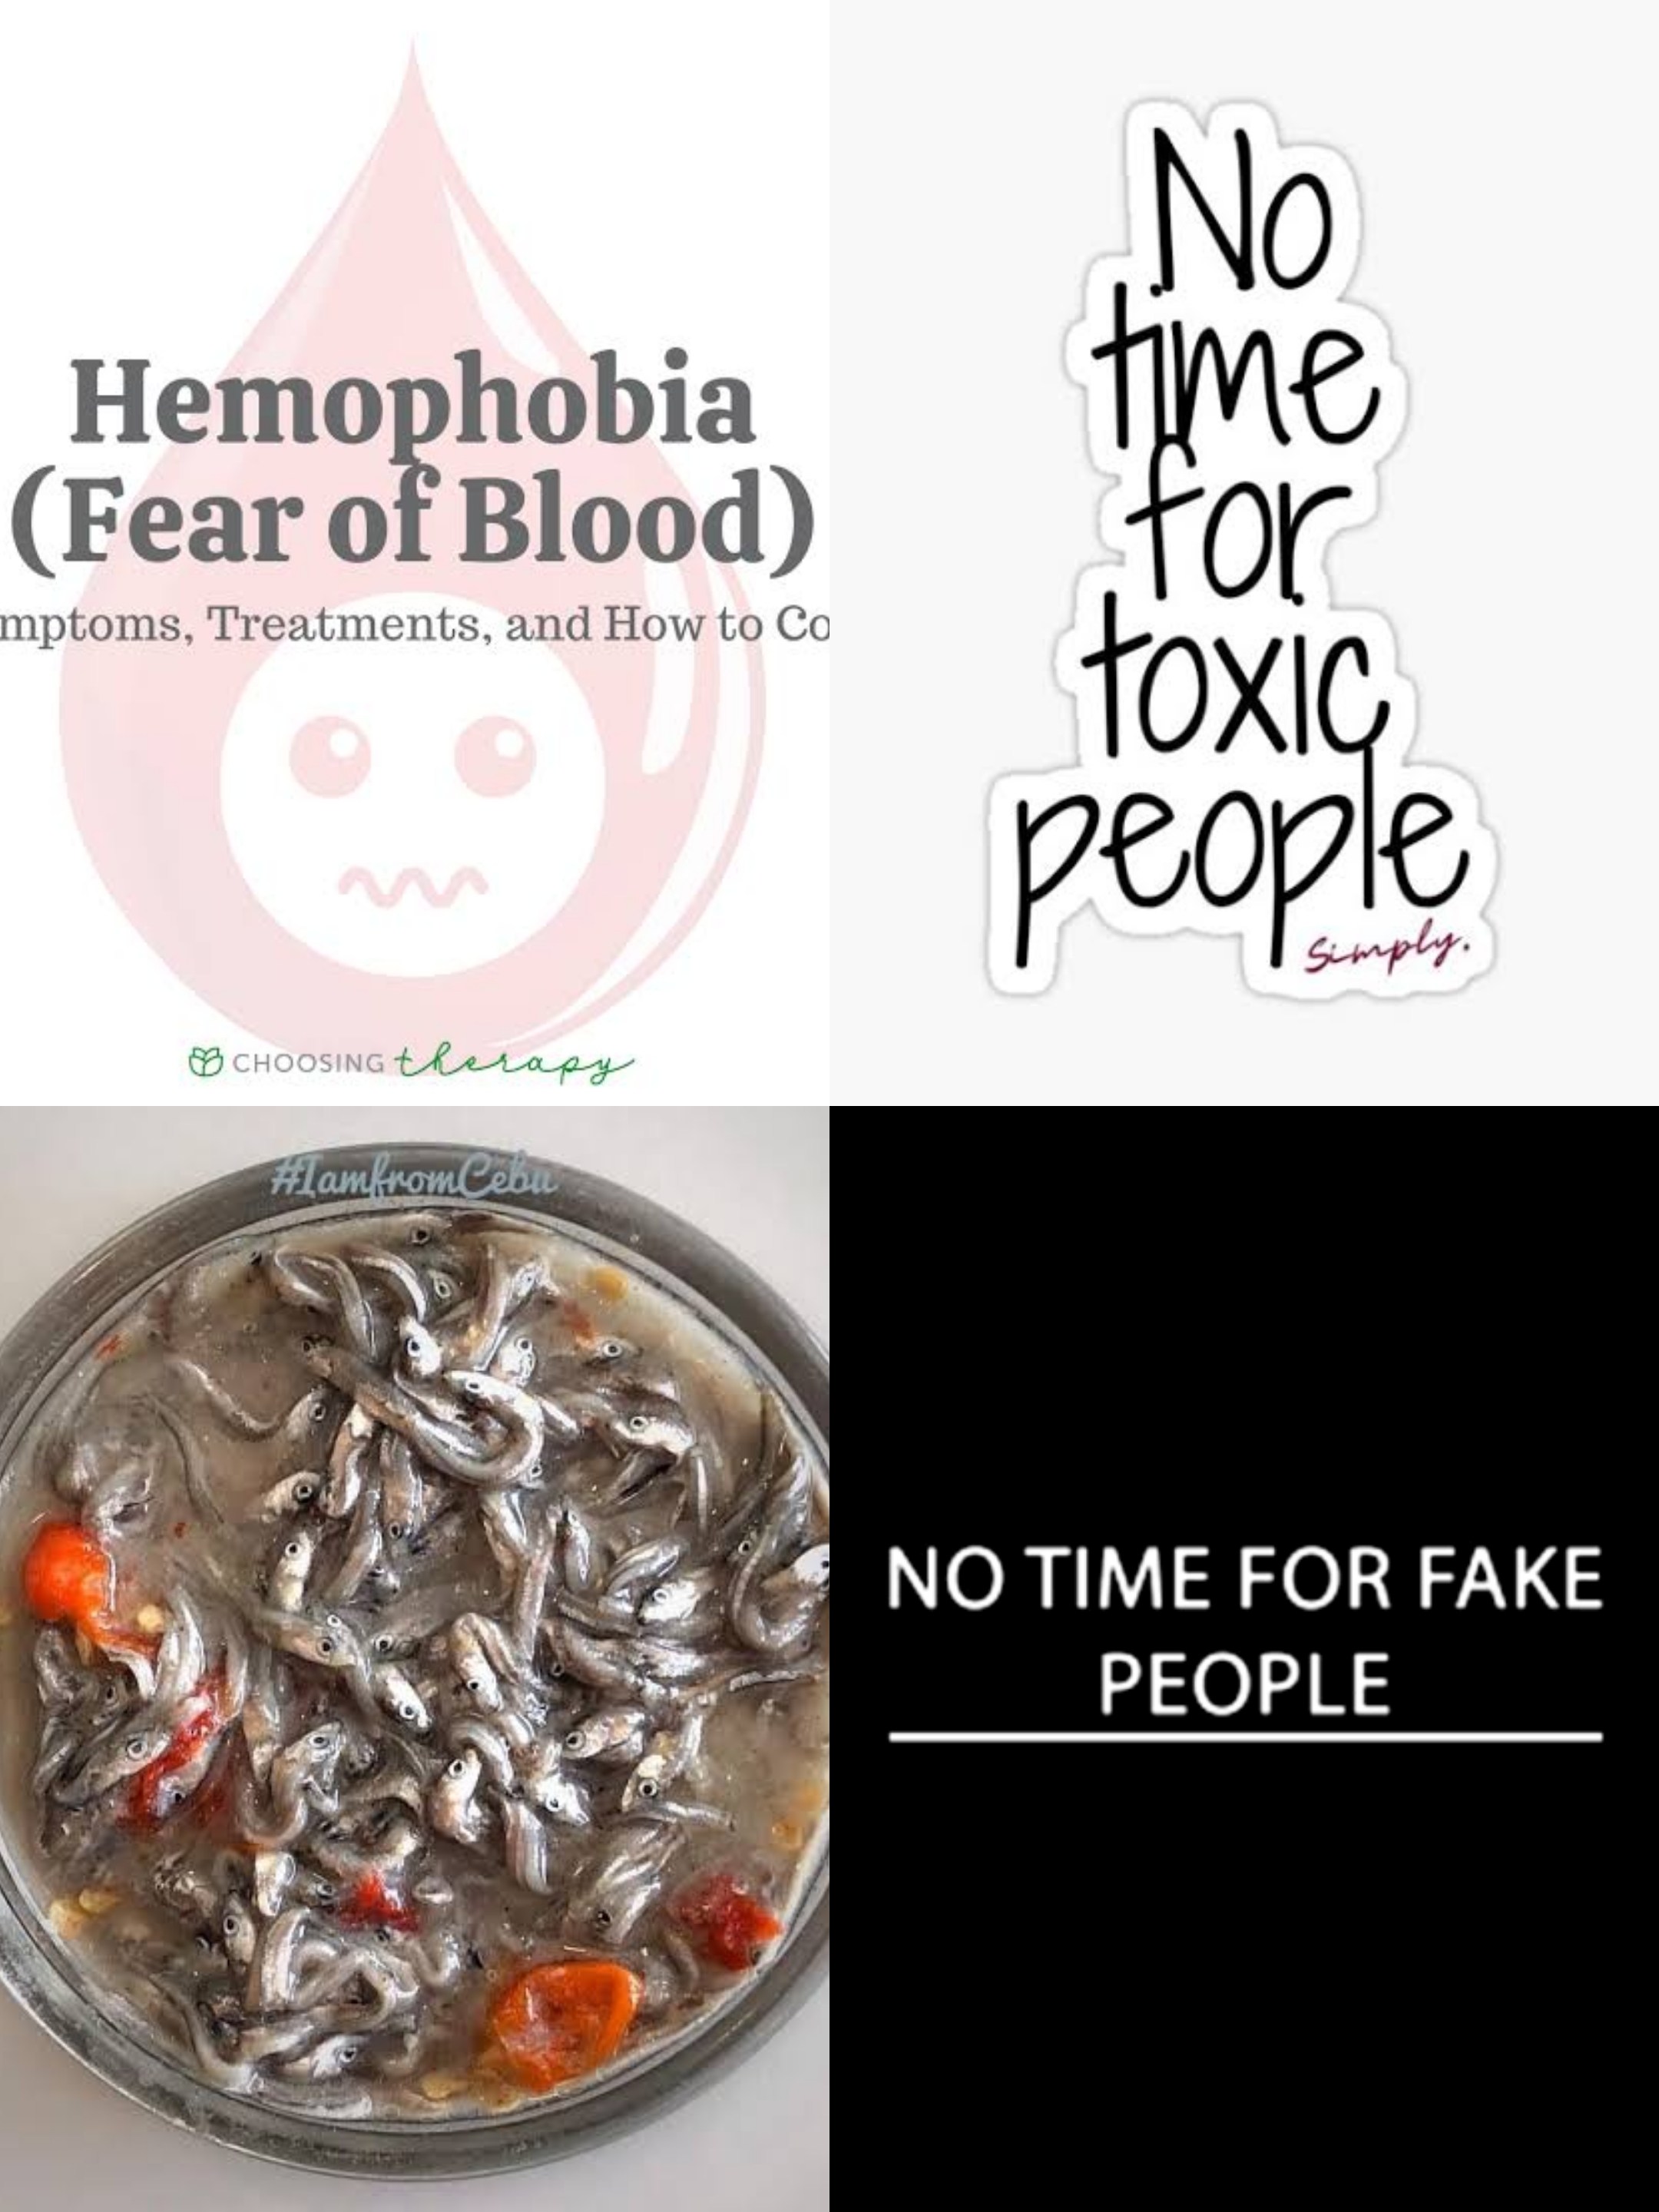 Hemophobia
(Fear of Blood)
mptoms, Treatments, and How to Co
CHOOSING therapy
No
time
for
toxic
people
Simply.
#IamfromCebu
NO TIME FOR FAKE
PEOPLE